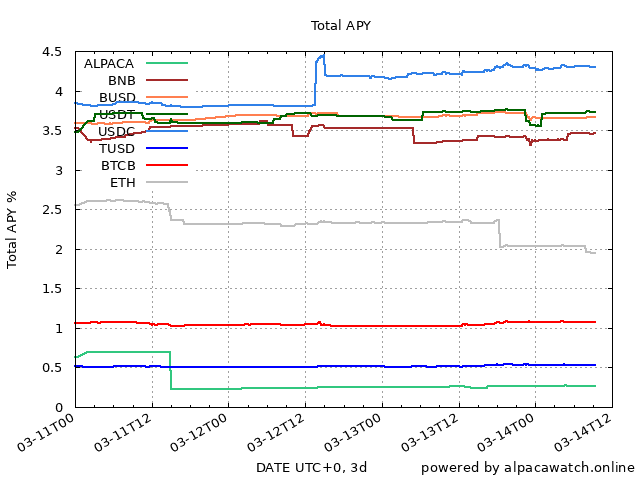 Total APY
4.5
4
3.5
3
2.5
2
1.5
1
0.5
0
Total APY %
ALPACA
BNB
BUSD
USDT
USDC
TUSD
BTCB
ETH
03-11T00
03-11T12
03-12T00
03-12T12
03-13T00
03-13T12
03-14T00
03-14T12
DATE UTC+0, 3d
powered by alpacawatch.online